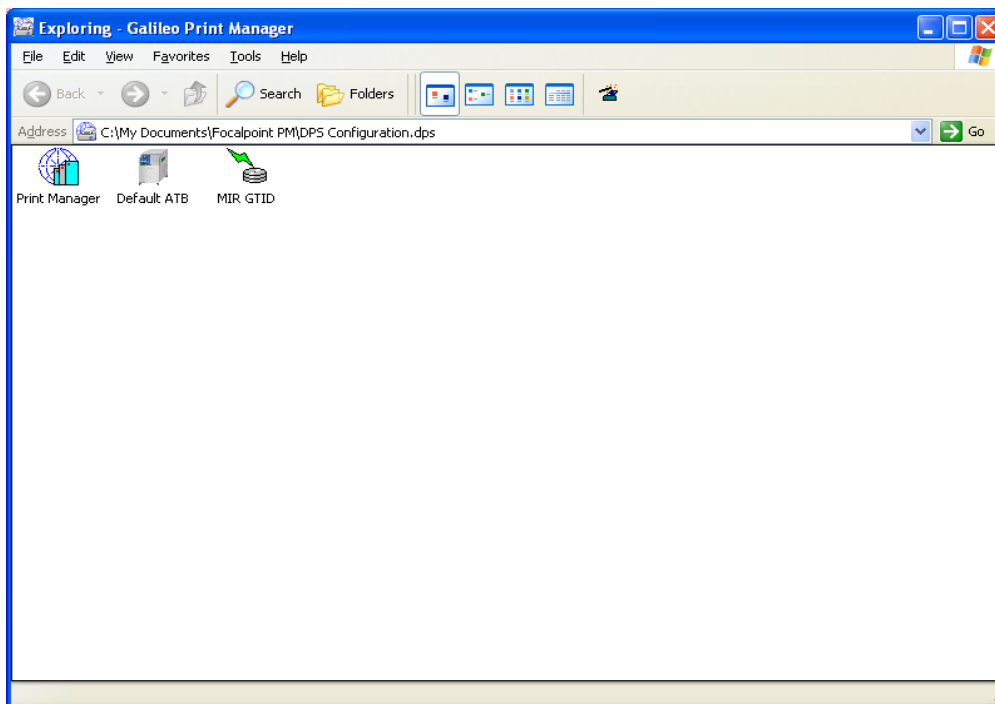 Exploring - Galileo Print Manager
File Edit View Favorites Tools Help
Back Search Folders
Address C:\My Documents\Focalpoint PM\DPS Configuration.dps Go
Print Manager Default ATB MIR GTID